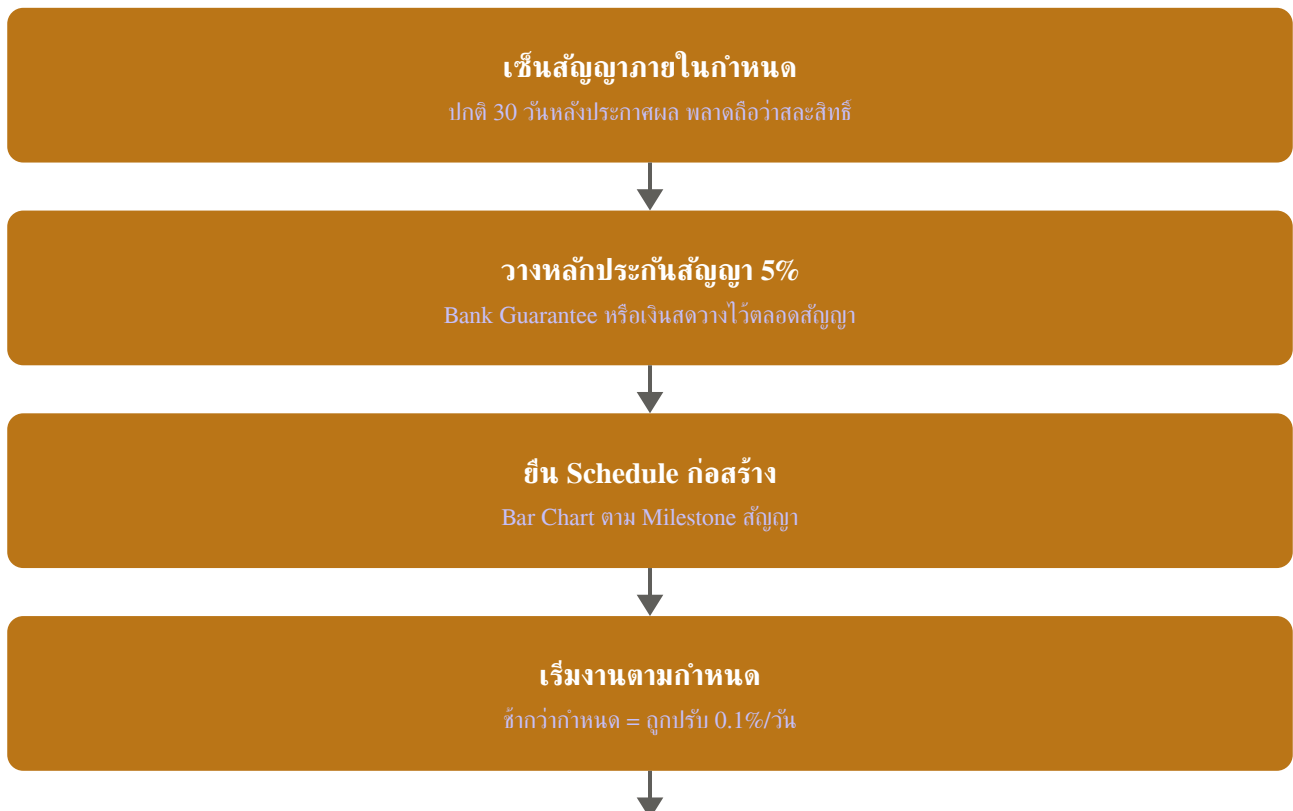 เซ็นสัญญาภายในกำหนด
ปกติ 30 วันหลังประกาศผล พลาดถือว่าสละสิทธิ์
วางหลักประกันสัญญา 5%
Bank Guarantee หรือเงินสดวางไว้ตลอดสัญญา
ยื่น Schedule ก่อสร้าง
Bar Chart ตาม Milestone สัญญา
เริ่มงานตามกำหนด
ช้ากว่ากำหนด = ถูกปรับ 0.1%/วัน